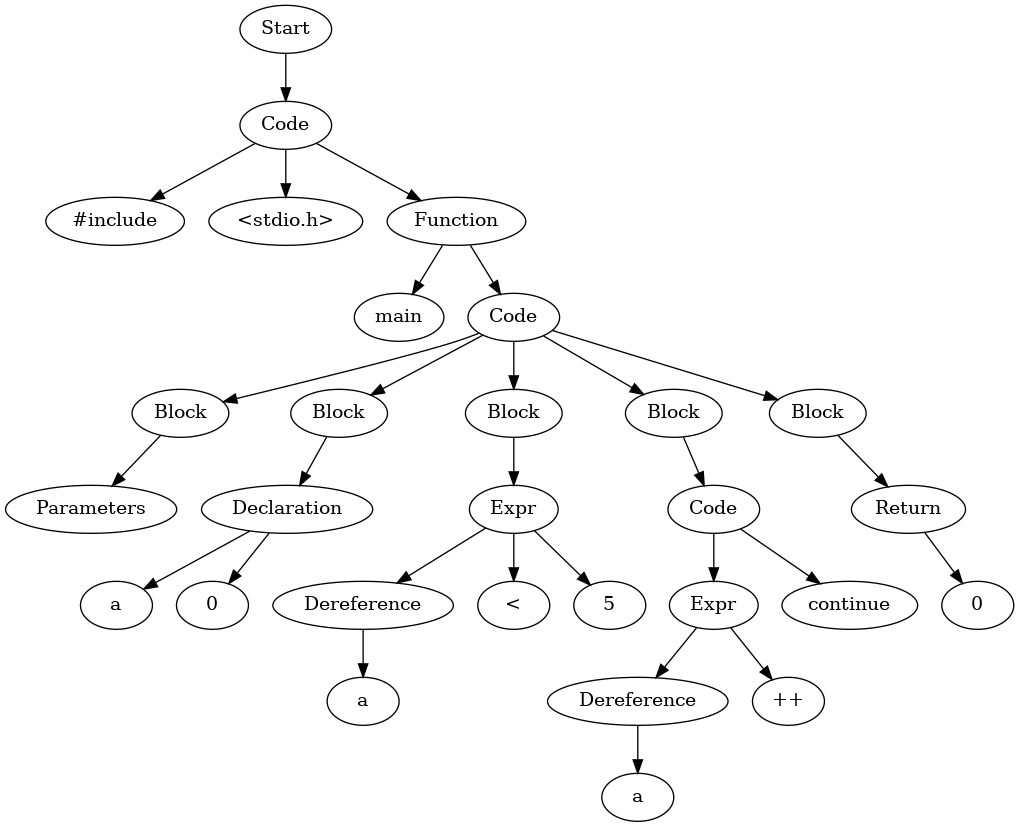 Start
Code
#include
<stdio.h>
Function
main
Code
Block
Block
Block
Block
Block
Parameters
Declaration
Expr
Code
Return
a
0
Dereference
<
5
Expr
continue
0
a
Dereference
++
a